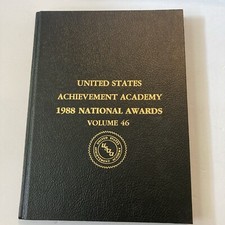 UNITED STATES
ACHIEVEMENT ACADEMY
1988 NATIONAL AWARDS
VOLUME 46